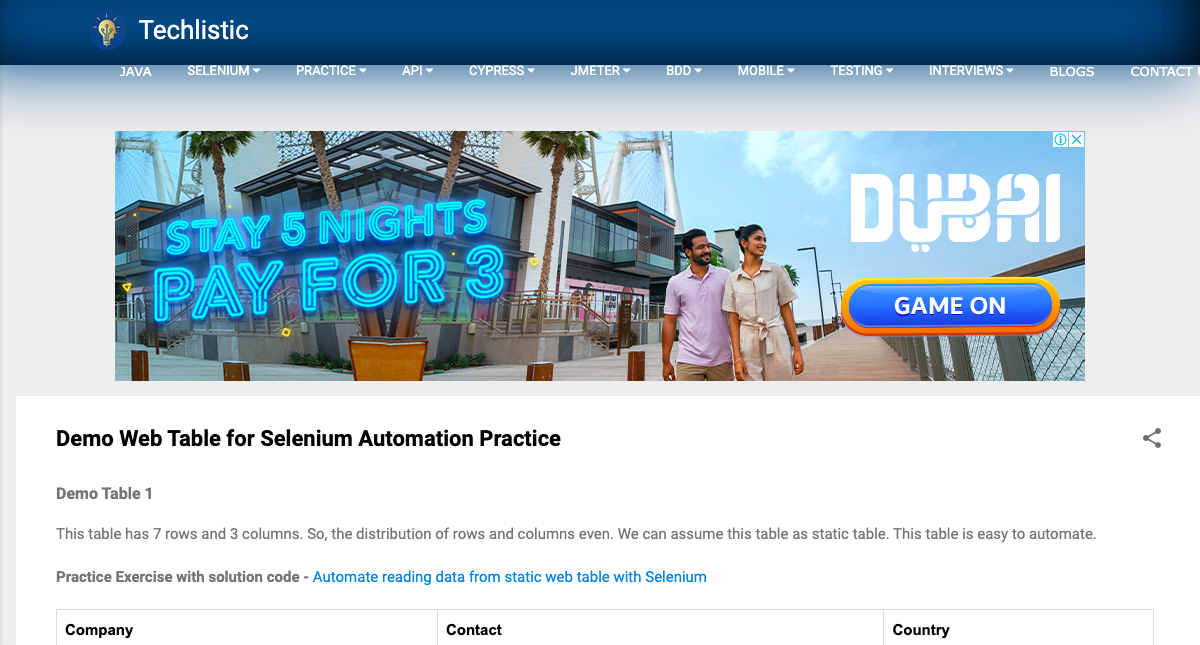 Techlistic
JAVA SELENIUM PRACTICE API CYPRESS JMETER BDD MOBILE TESTING INTERVIEWS BLOGS CONTACT
STAY 5 NIGHTS
PAY FOR 3
DUBAI
GAME ON
Demo Web Table for Selenium Automation Practice
Demo Table 1
This table has 7 rows and 3 columns. So, the distribution of rows and columns even. We can assume this table as static table. This table is easy to automate.
Practice Exercise with solution code - Automate reading data from static web table with Selenium
Company Contact Country